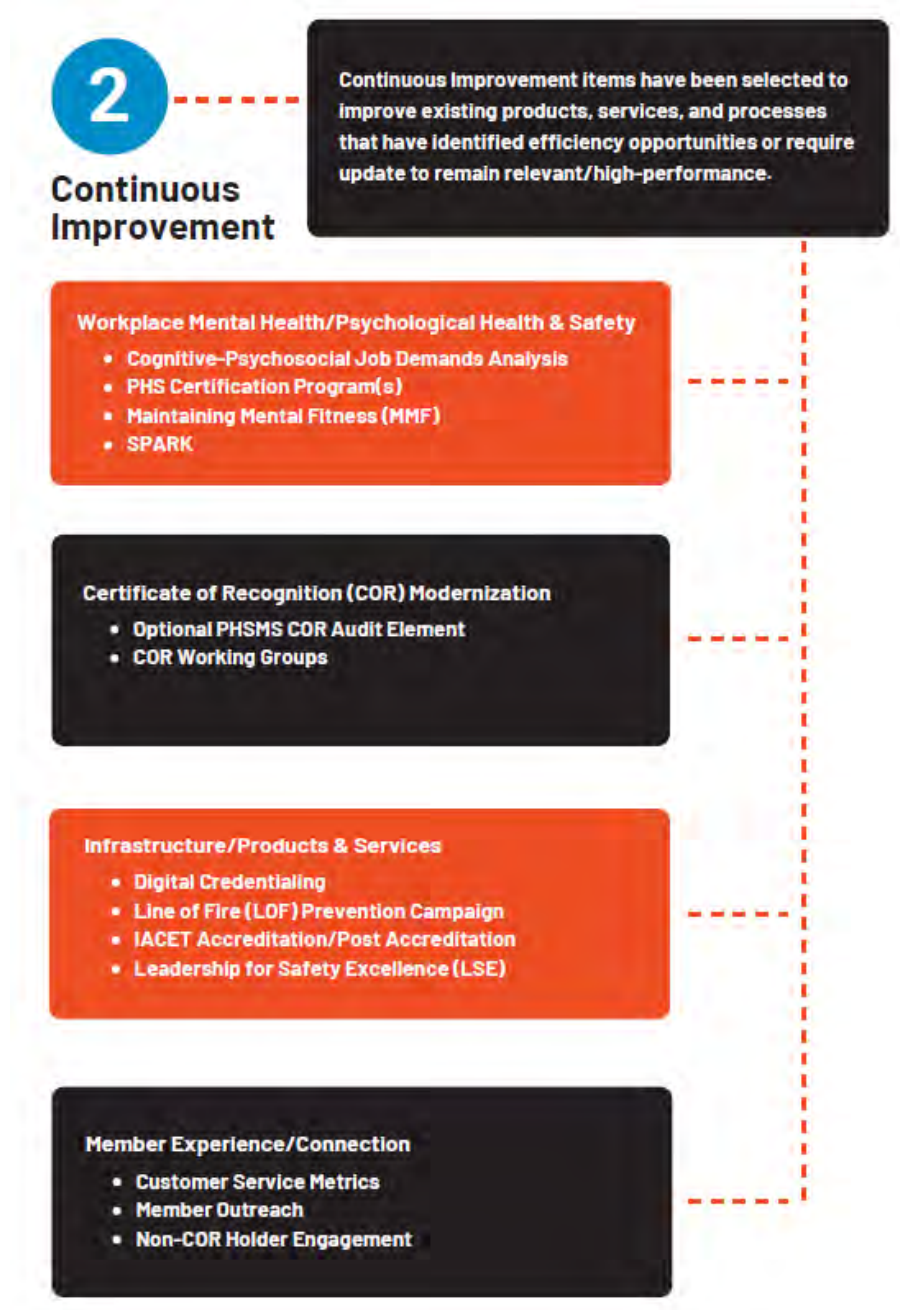 2
Continuous
Improvement
Continuous Improvement items have been selected to
improve existing products, services, and processes
that have identified efficiency opportunities or require
update to remain relevant/high-performance.
Workplace Mental Health/Psychological Health & Safety
• Cognitive-Psychosocial Job Demands Analysis
• PHS Certification Program(s)
• Maintaining Mental Fitness (MMF)
• SPARK
Certificate of Recognition (COR) Modernization
• Optional PHSMS COR Audit Element
• COR Working Groups
Infrastructure/Products & Services
• Digital Credentialing
• Line of Fire (LOF) Prevention Campaign
• IACET Accreditation/Post Accreditation
• Leadership for Safety Excellence (LSE)
Member Experience/Connection
• Customer Service Metrics
• Member Outreach
• Non-COR Holder Engagement